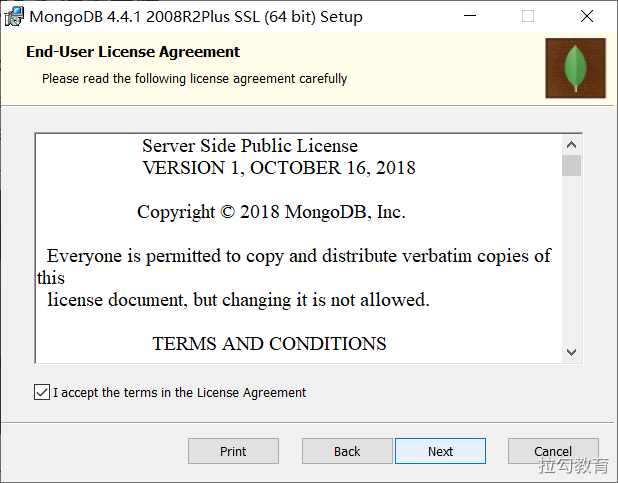 MongoDB 4.4.1 2008R2Plus SSL (64 bit) Setup
End-User License Agreement
Please read the following license agreement carefully
Server Side Public License
VERSION 1, OCTOBER 16, 2018
Copyright © 2018 MongoDB, Inc.
Everyone is permitted to copy and distribute verbatim copies of
this
license document, but changing it is not allowed.
TERMS AND CONDITIONS
I accept the terms in the License Agreement
Print
Back
Next
Cancel
拉勾教育